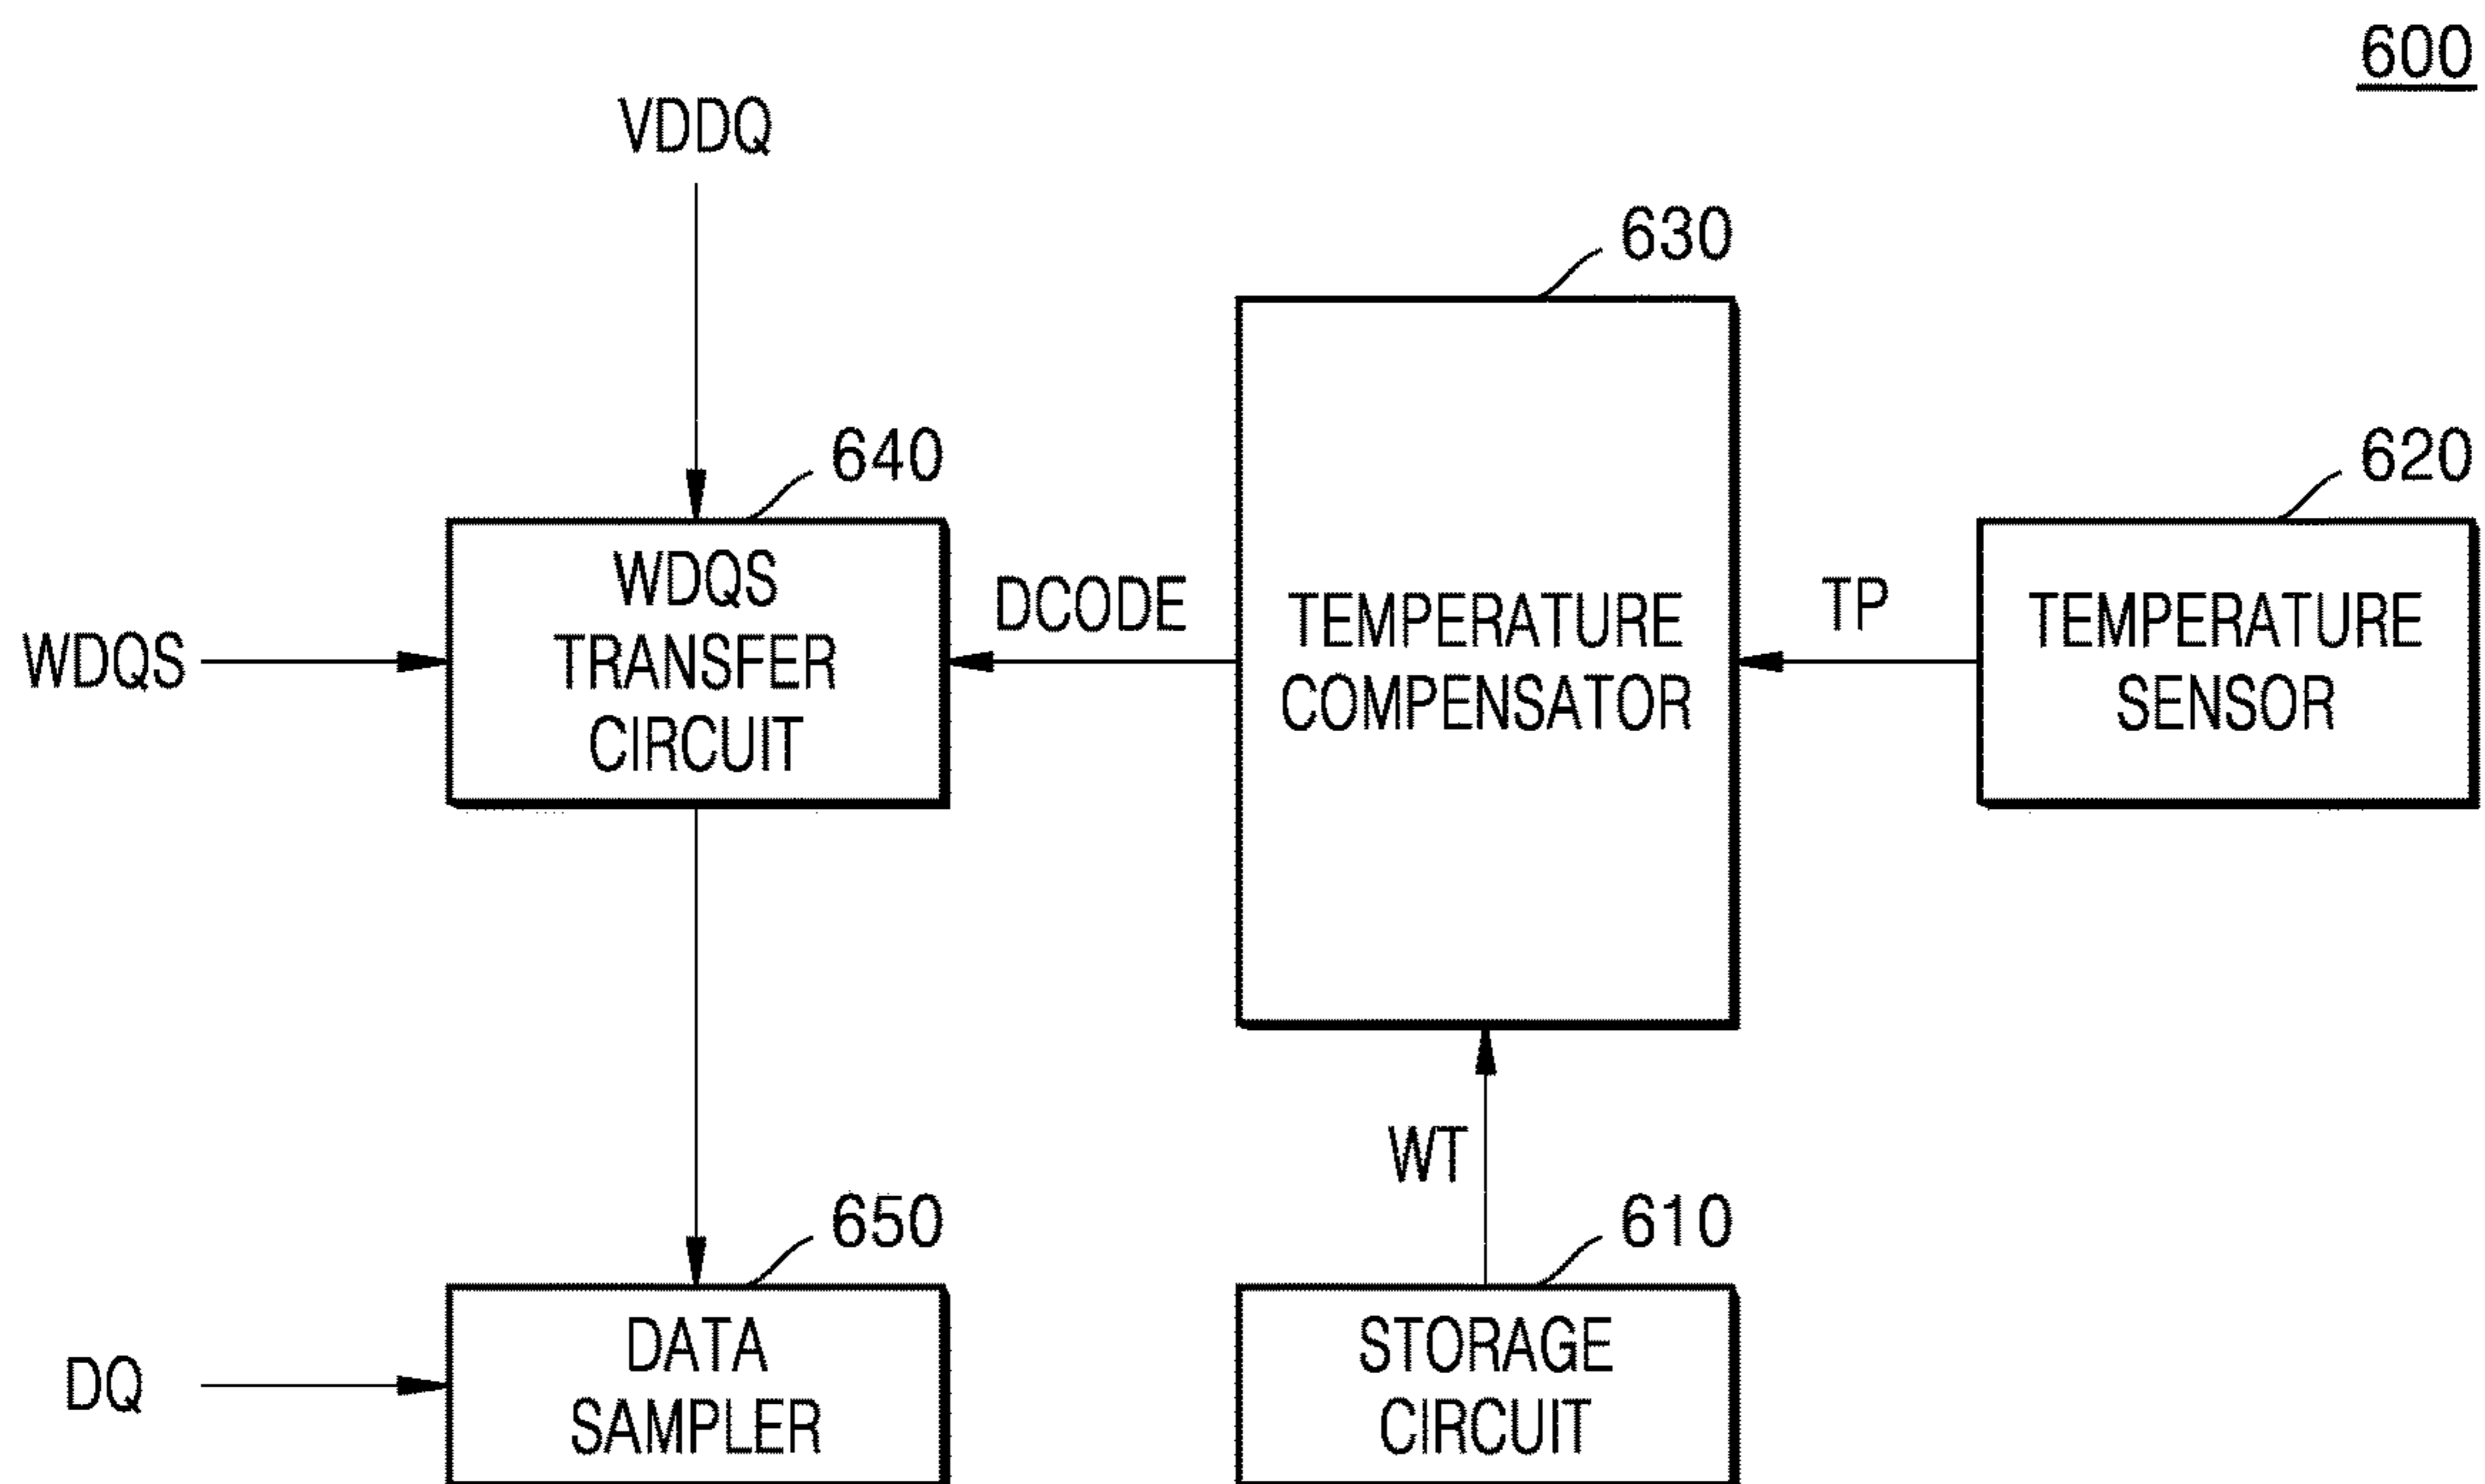 600
VDDQ
630
640
620
WDQS
TRANSFER
CIRCUIT
DCODE
TEMPERATURE
COMPENSATOR
TP
TEMPERATURE
SENSOR
WDQS
WT
650
610
DATA
SAMPLER
STORAGE
CIRCUIT
DQ